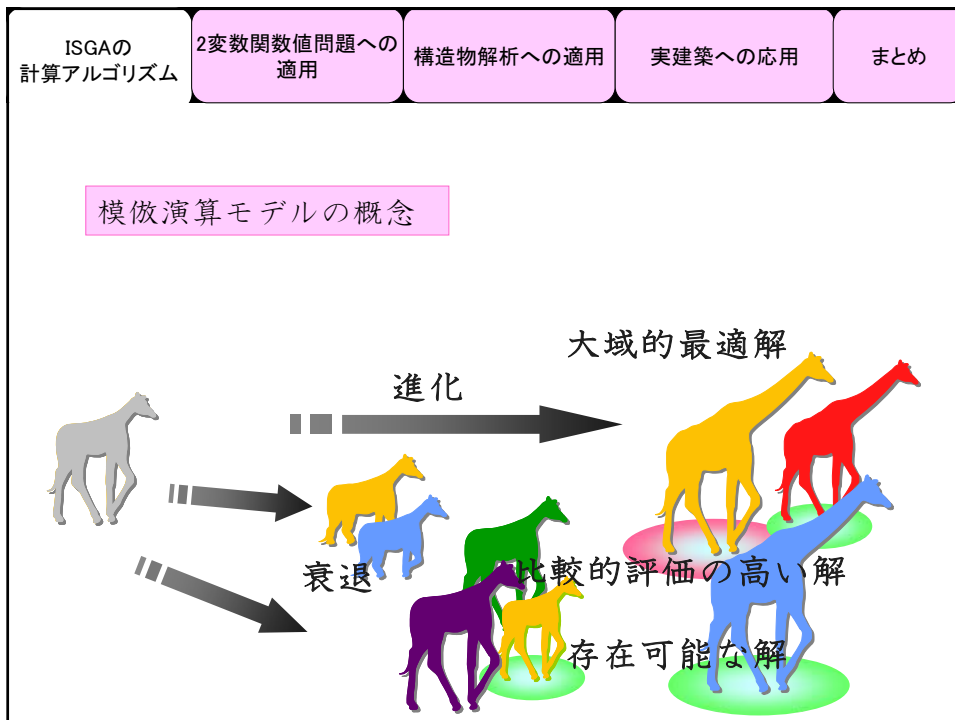 ISGAの
計算アルゴリズム
2変数関数値問題への
適用
構造物解析への適用
実建築への応用
まとめ
模倣演算モデルの概念
大域的最適解
進化
衰退
比較的評価の高い解
存在可能な解